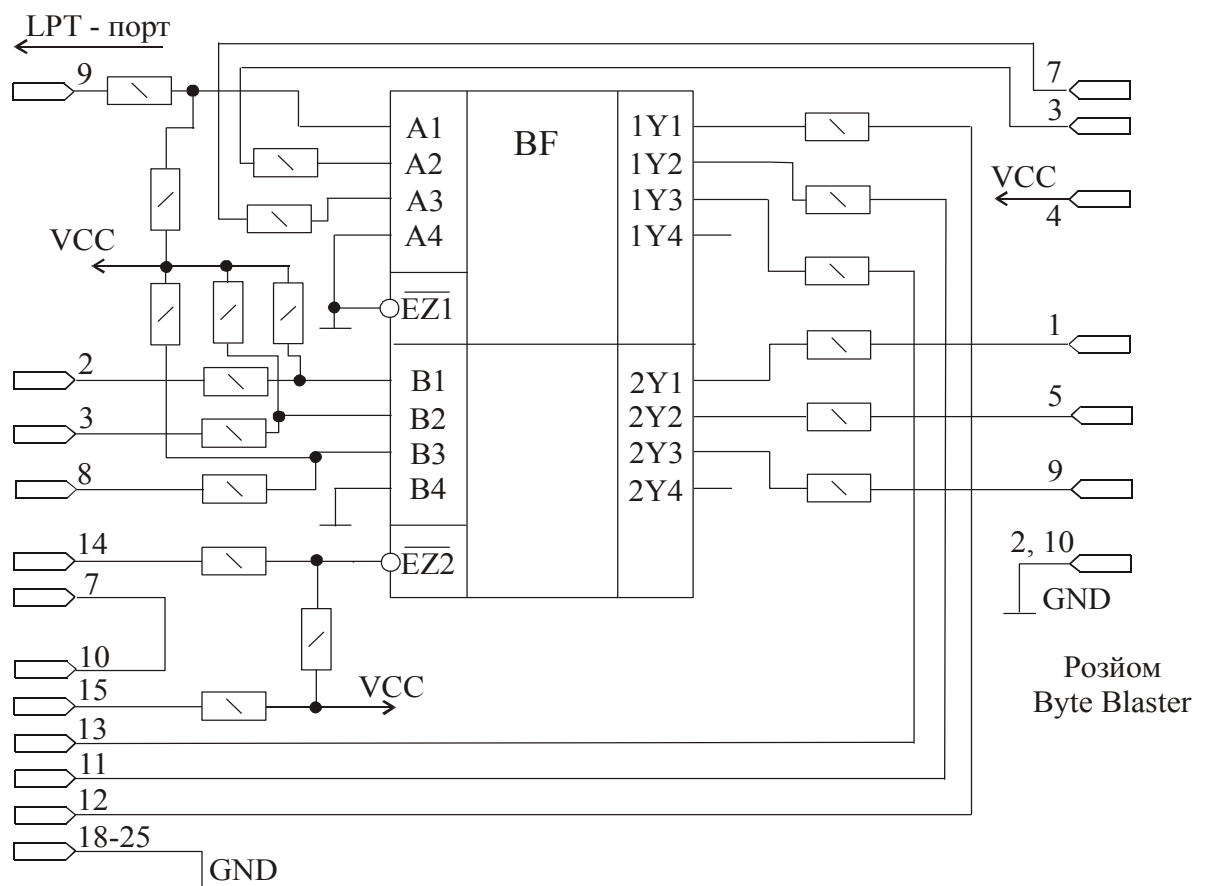 LPT - порт
9
7
3
A1
A2
A3
A4
EZ1
BF
1Y1
1Y2
1Y3
1Y4
VCC
4
VCC
2
3
8
B1
B2
B3
B4
EZ2
2Y1
2Y2
2Y3
2Y4
1
5
9
14
7
10
15
VCC
13
11
12
18-25
GND
2, 10
GND
Розйом
Byte Blaster